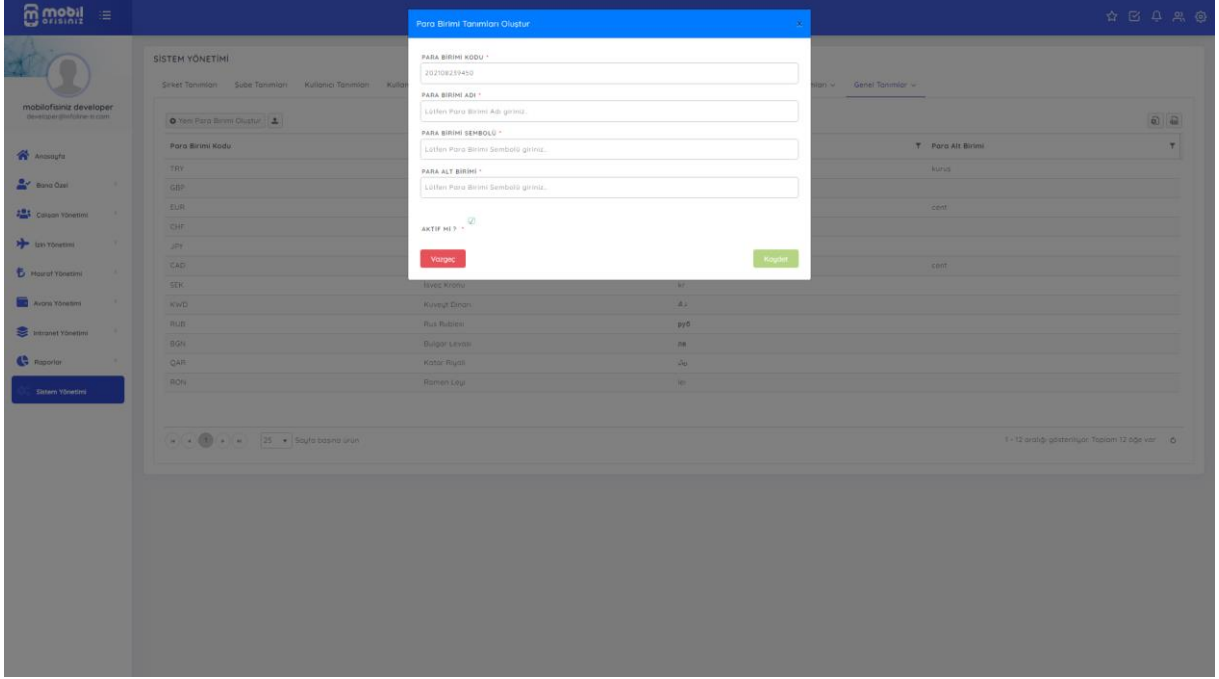 mobil
ofisiniz
Para Birimi Tanımları Oluştur
×
mobilofisiniz developer
SİSTEM YÖNETİMİ
Şirket Tanımları Şube Tanımları Kullanıcı Tanımları Genel Tanımlar
PARA BIRIMI KODU *
202108239450
PARA BIRIMI ADI *
Lütfen Para Birimi Adı giriniz..
PARA BIRIMI SEMBOLÜ *
Lütfen Para Birimi Sembolü giriniz..
PARA ALT BIRIMI *
Lütfen Para Birimi Sembolü giriniz..
AKTIF MI ? *
Vazgeç Kaydet
Yeni Para Birimi Oluştur
Para Birimi Kodu Para Alt Birimi
TRY kuruş
GBP
EUR cent
CHF
JPY
CAD cent
SEK İsveç Kronu kr
KWD Kuveyt Dinarı
RUB Rus Rublesi руб
BGN Bulgar Levası лв
QAR Katar Riyali
RON Romen Leyi lei
1 25 Sayfa başına ürün
1 - 12 aralığı gösteriliyor. Toplam 12 öğe var
Anasayfa
Bana Özel
Çalışan Yönetimi
İzin Yönetimi
Masraf Yönetimi
Avans Yönetimi
Intranet Yönetimi
Raporlar
Sistem Yönetimi